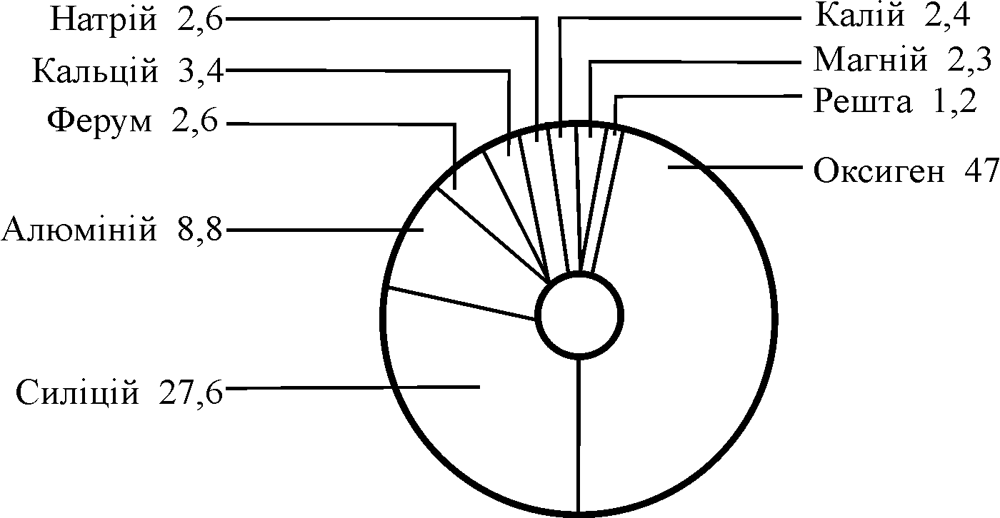 Натрій 2,6
Кальцій 3,4
Ферум 2,6
Алюміній 8,8
Силіцій 27,6
Калій 2,4
Магній 2,3
Решта 1,2
Оксиген 47